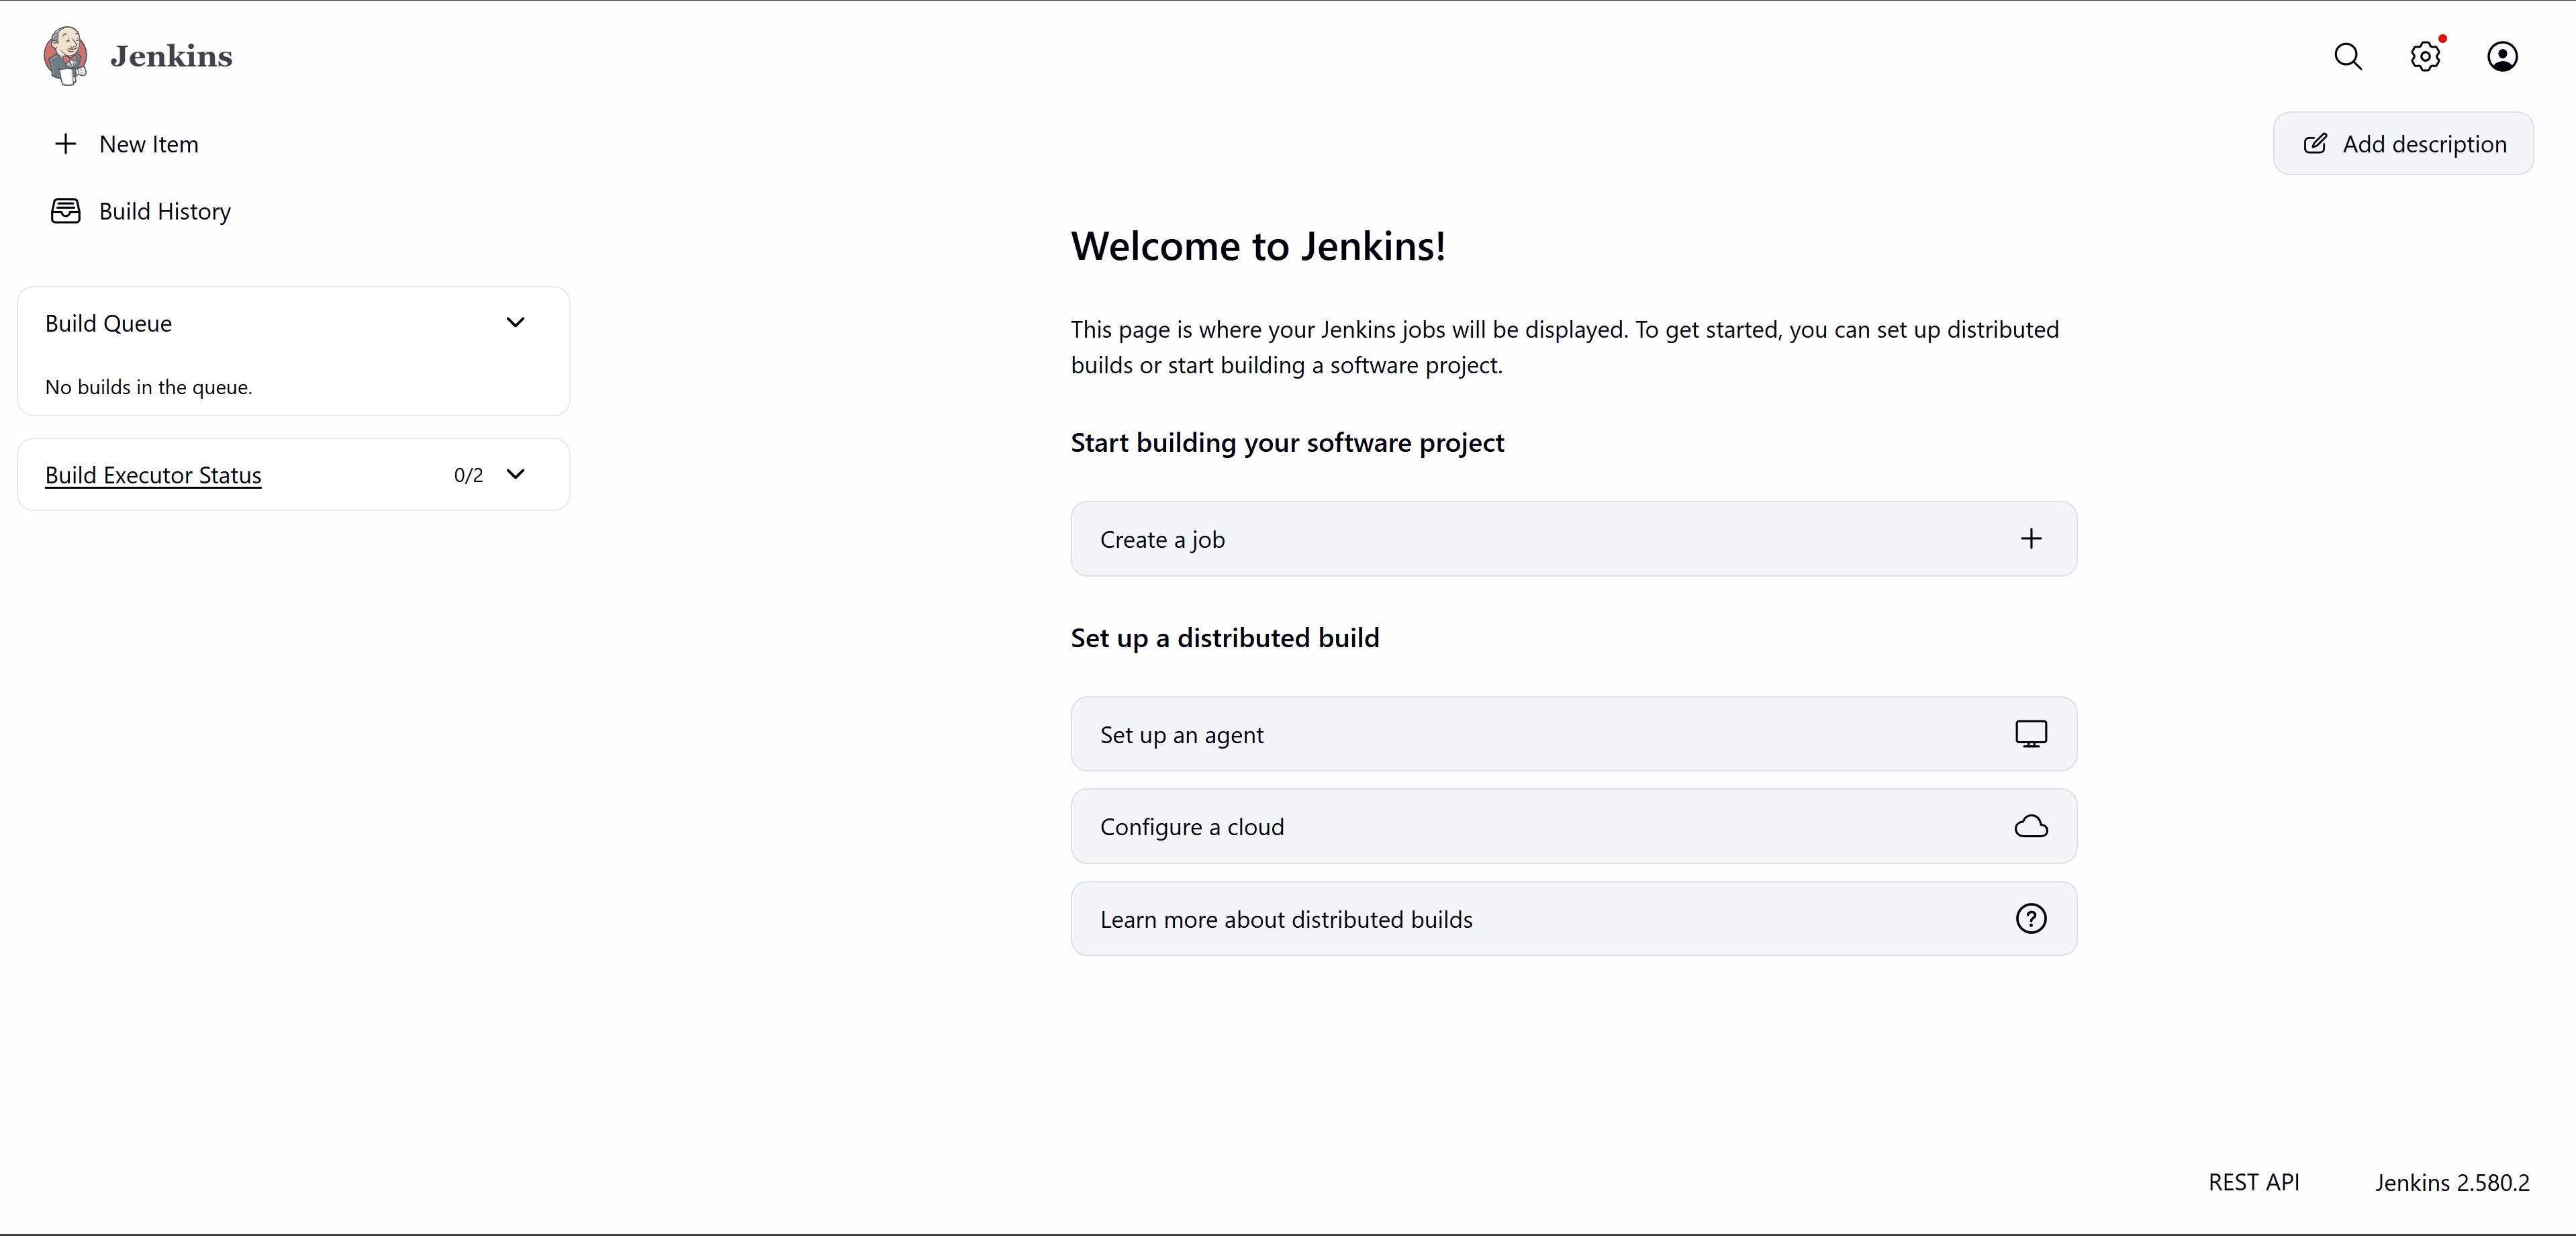 Jenkins
New Item
Add description
Build History
Build Queue
No builds in the queue.
Build Executor Status 0/2
Welcome to Jenkins!
This page is where your Jenkins jobs will be displayed. To get started, you can set up distributed
builds or start building a software project.
Start building your software project
Create a job
Set up a distributed build
Set up an agent
Configure a cloud
Learn more about distributed builds
REST API
Jenkins 2.580.2